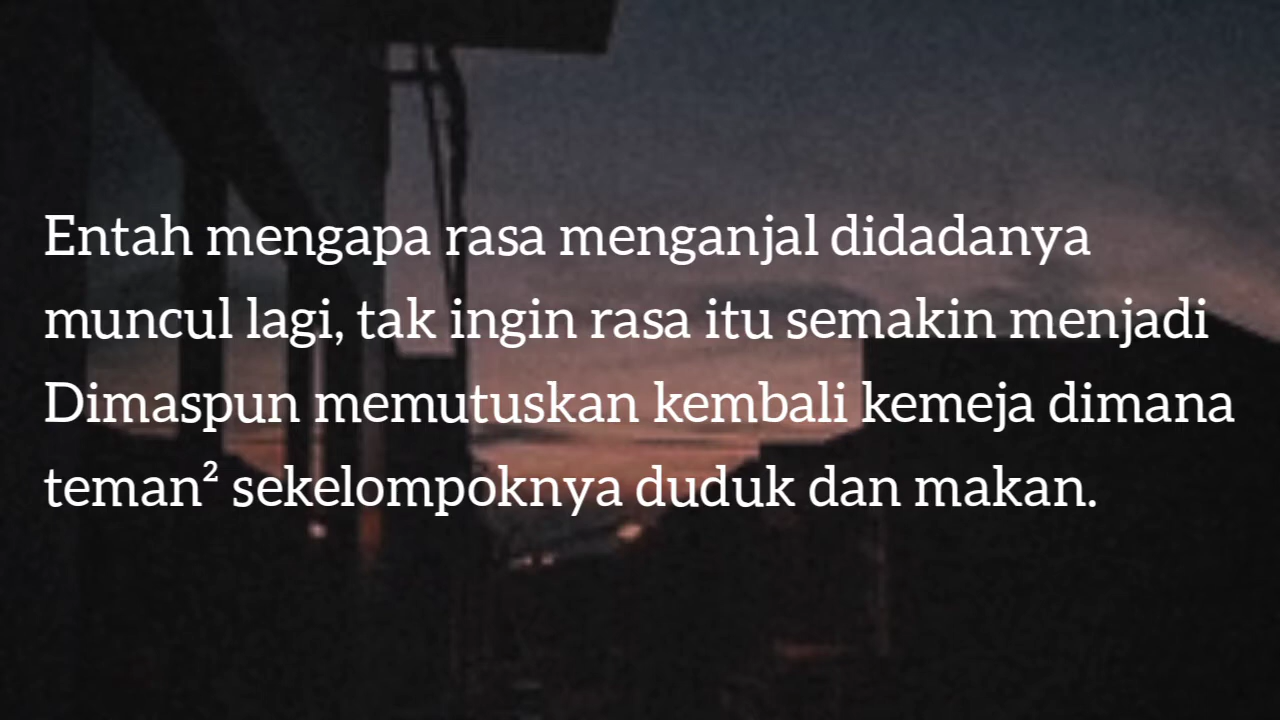 Entah mengapa rasa menganjal didadanya
muncul lagi, tak ingin rasa itu semakin menjadi
Dimaspun memutuskan kembali kemeja dimana
teman² sekelompoknya duduk dan makan.